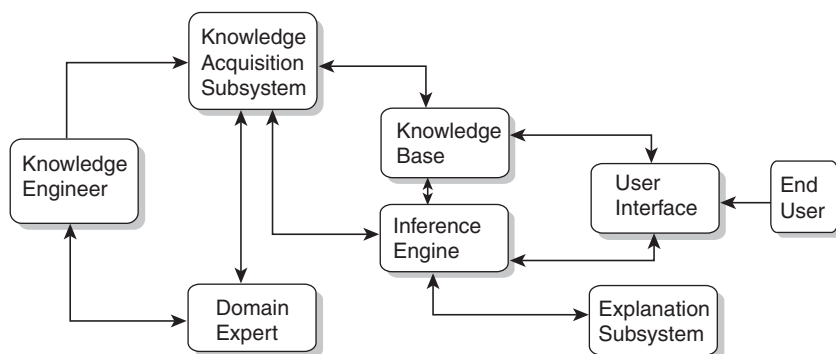 Knowledge
Acquisition
Subsystem
Knowledge
Engineer
Knowledge
Base
User
Interface
End
User
Inference
Engine
Domain
Expert
Explanation
Subsystem